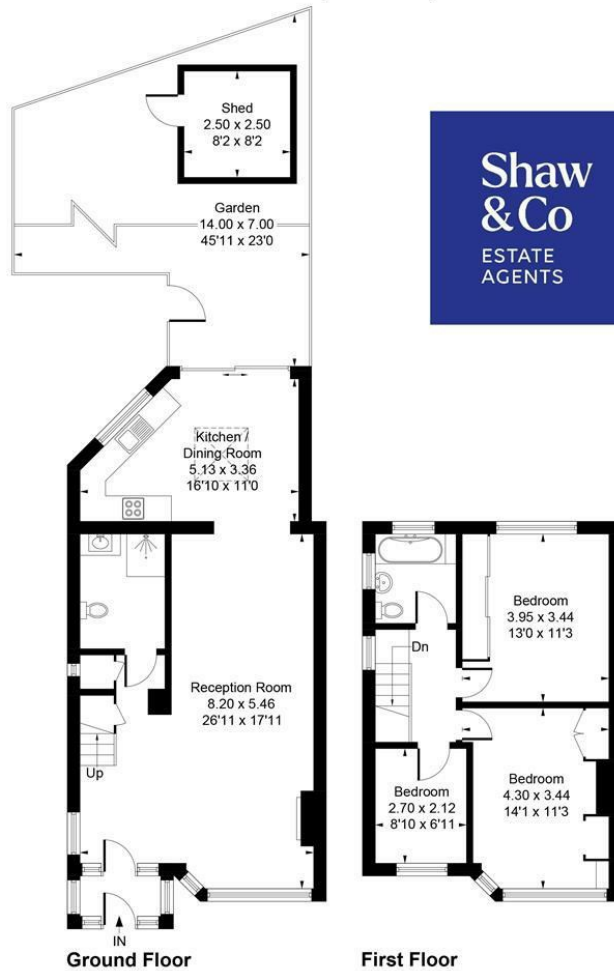 Shed
2.50 x 2.50
8'2 x 8'2
Garden
14.00 x 7.00
45'11 x 23'0
Shaw
& Co
ESTATE
AGENTS
Kitchen /
Dining Room
5.13 x 3.36
16'10 x 11'0
Reception Room
8.20 x 5.46
26'11 x 17'11
Up
IN
Ground Floor
Bedroom
3.95 x 3.44
13'0 x 11'3
Dn
Bedroom
2.70 x 2.12
8'10 x 6'11
Bedroom
4.30 x 3.44
14'1 x 11'3
First Floor